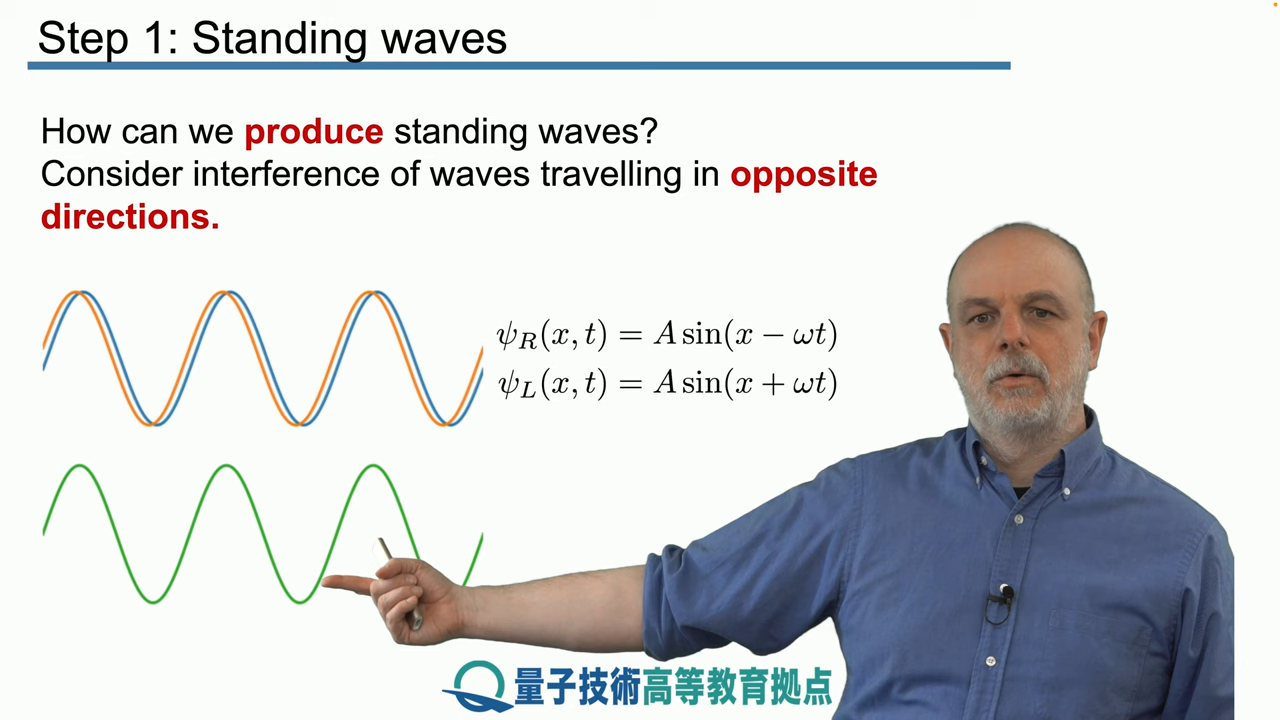 Step 1: Standing waves
How can we produce standing waves?
Consider interference of waves travelling in opposite
directions.
ψ_R(x, t) = A sin(x − ωt)
ψ_L(x, t) = A sin(x + ωt)
量子技術高等教育拠点